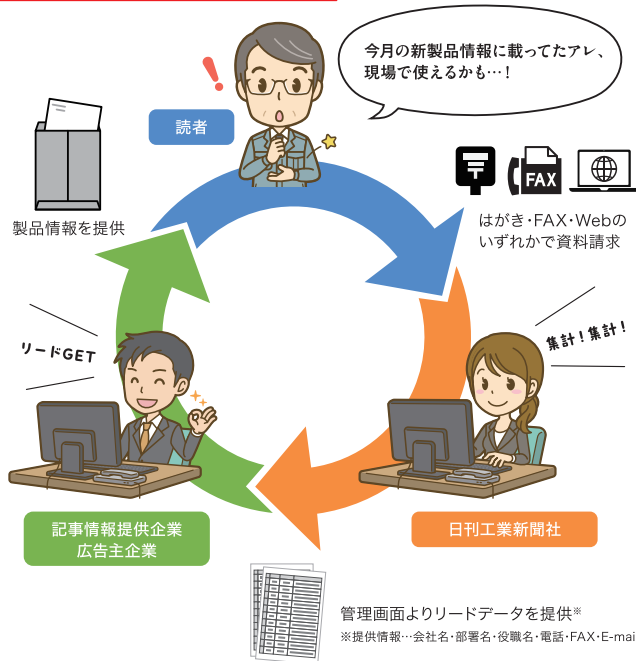 今月の新製品情報に載ってたアレ、
現場で使えるかも…！
読者
FAX
製品情報を提供
はがき・FAX・Webの
いずれかで資料請求
リードGET
集計！集計！
記事情報提供企業
広告主企業
日刊工業新聞社
管理画面よりリードデータを提供※
※提供情報…会社名・部署名・役職名・電話・FAX・E-mai